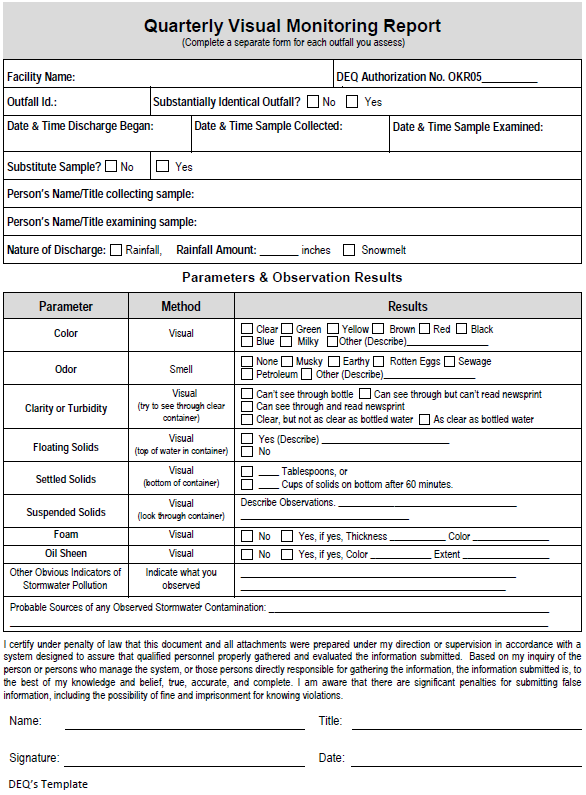 Quarterly Visual Monitoring Report
(Complete a separate form for each outfall you assess)
Facility Name: DEQ Authorization No. OKR05__________
Outfall Id.: Substantially Identical Outfall? ☐ No ☐ Yes
Date & Time Discharge Began: Date & Time Sample Collected: Date & Time Sample Examined:
Substitute Sample? ☐ No ☐ Yes
Person's Name/Title collecting sample:
Person's Name/Title examining sample:
Nature of Discharge: ☐ Rainfall, Rainfall Amount: _______ inches ☐ Snowmelt
Parameters & Observation Results
Parameter Method Results
Color Visual ☐ Clear ☐ Green ☐ Yellow ☐ Brown ☐ Red ☐ Black
☐ Blue ☐ Milky ☐ Other (Describe)_______________
Odor Smell ☐ None ☐ Musky ☐ Earthy ☐ Rotten Eggs ☐ Sewage
☐ Petroleum ☐ Other (Describe)_______________
Clarity or Turbidity Visual
(try to see through clear
container)
☐ Can't see through bottle ☐ Can see through but can't read newsprint
☐ Can see through and read newsprint
☐ Clear, but not as clear as bottled water ☐ As clear as bottled water
Floating Solids Visual
(top of water in container)
☐ Yes (Describe) _______________________
☐ No
Settled Solids Visual
(bottom of container)
☐ ____ Tablespoons, or
☐ ____ Cups of solids on bottom after 60 minutes.
Suspended Solids Visual
(look through container)
Describe Observations. ________________________________
Foam Visual ☐ No ☐ Yes, if yes, Thickness __________ Color ______________
Oil Sheen Visual ☐ No ☐ Yes, if yes, Color ___________ Extent ________________
Other Obvious Indicators of
Stormwater Pollution
Indicate what you
observed
Probable Sources of any Observed Stormwater Contamination: ________________________________
I certify under penalty of law that this document and all attachments were prepared under my direction or supervision in accordance with a
system designed to assure that qualified personnel properly gathered and evaluated the information submitted. Based on my inquiry of the
person or persons who manage the system, or those persons directly responsible for gathering the information, the information submitted is, to
the best of my knowledge and belief, true, accurate, and complete. I am aware that there are significant penalties for submitting false
information, including the possibility of fine and imprisonment for knowing violations.
Name: Title:
Signature: Date:
DEQ's Template